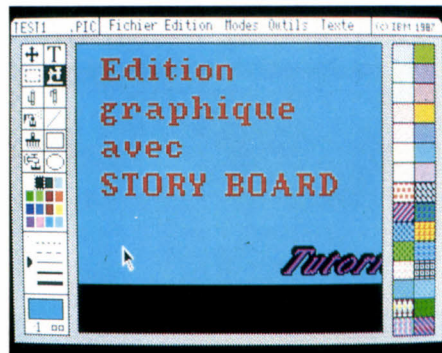 TEST1 .PIC Fichier Edition Modes Outils Texte (c) IBM 1987
T
Edition
graphique
avec
STORY BOARD
Tutori
1